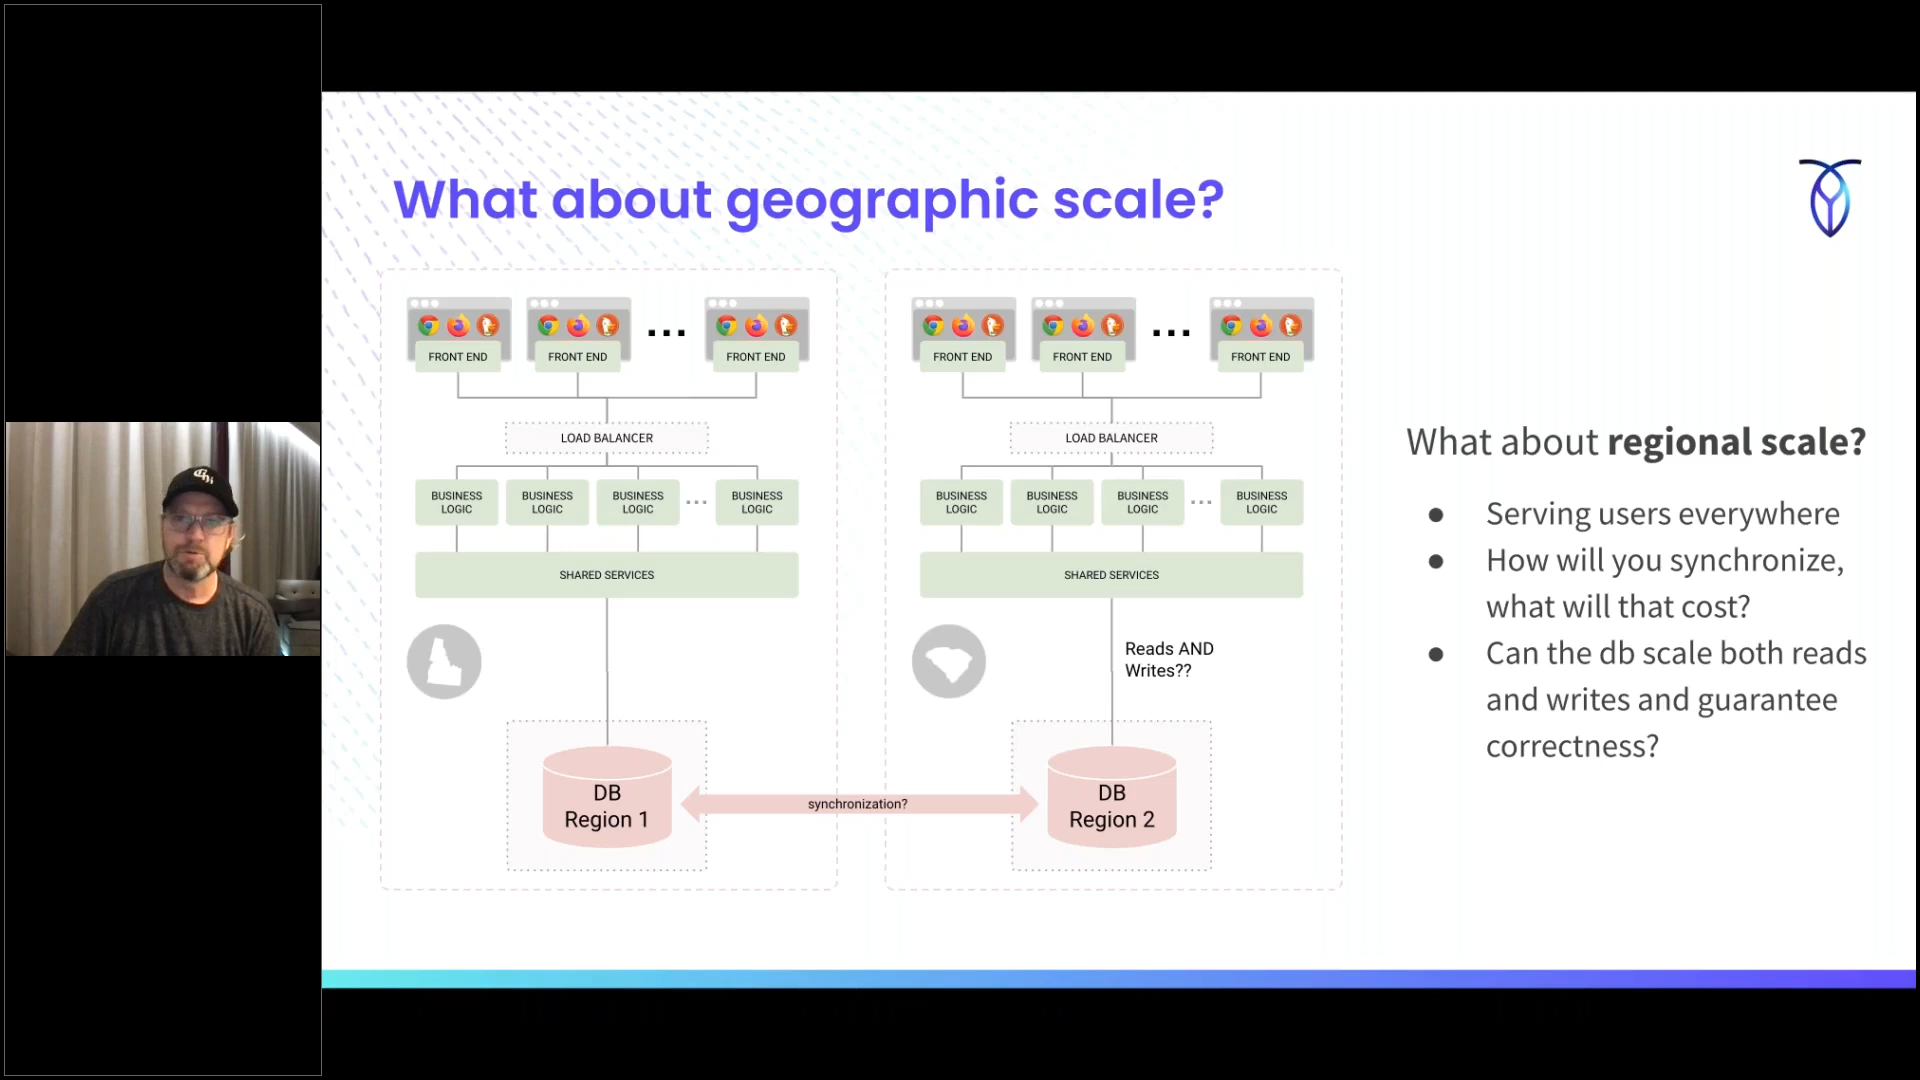 What about geographic scale?
FRONT END
FRONT END
...
FRONT END
LOAD BALANCER
BUSINESS
LOGIC
BUSINESS
LOGIC
BUSINESS
LOGIC
...
BUSINESS
LOGIC
SHARED SERVICES
DB
Region 1
synchronization?
FRONT END
FRONT END
...
FRONT END
LOAD BALANCER
BUSINESS
LOGIC
BUSINESS
LOGIC
BUSINESS
LOGIC
...
BUSINESS
LOGIC
SHARED SERVICES
Reads AND
Writes??
DB
Region 2
What about regional scale?
● Serving users everywhere
● How will you synchronize,
what will that cost?
● Can the db scale both reads
and writes and guarantee
correctness?